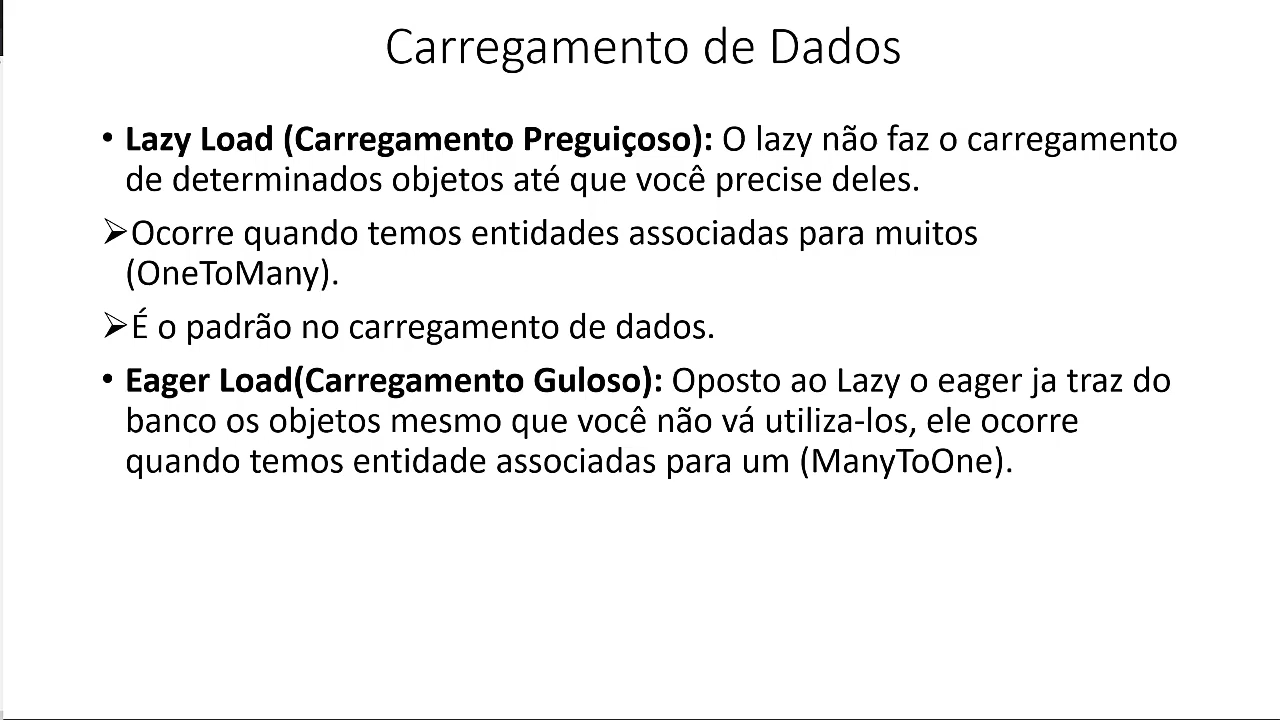 Carregamento de Dados
• Lazy Load (Carregamento Preguiçoso): O lazy não faz o carregamento
de determinados objetos até que você precise deles.
➢Ocorre quando temos entidades associadas para muitos
(OneToMany).
➢É o padrão no carregamento de dados.
• Eager Load(Carregamento Guloso): Oposto ao Lazy o eager ja traz do
banco os objetos mesmo que você não vá utiliza-los, ele ocorre
quando temos entidade associadas para um (ManyToOne).